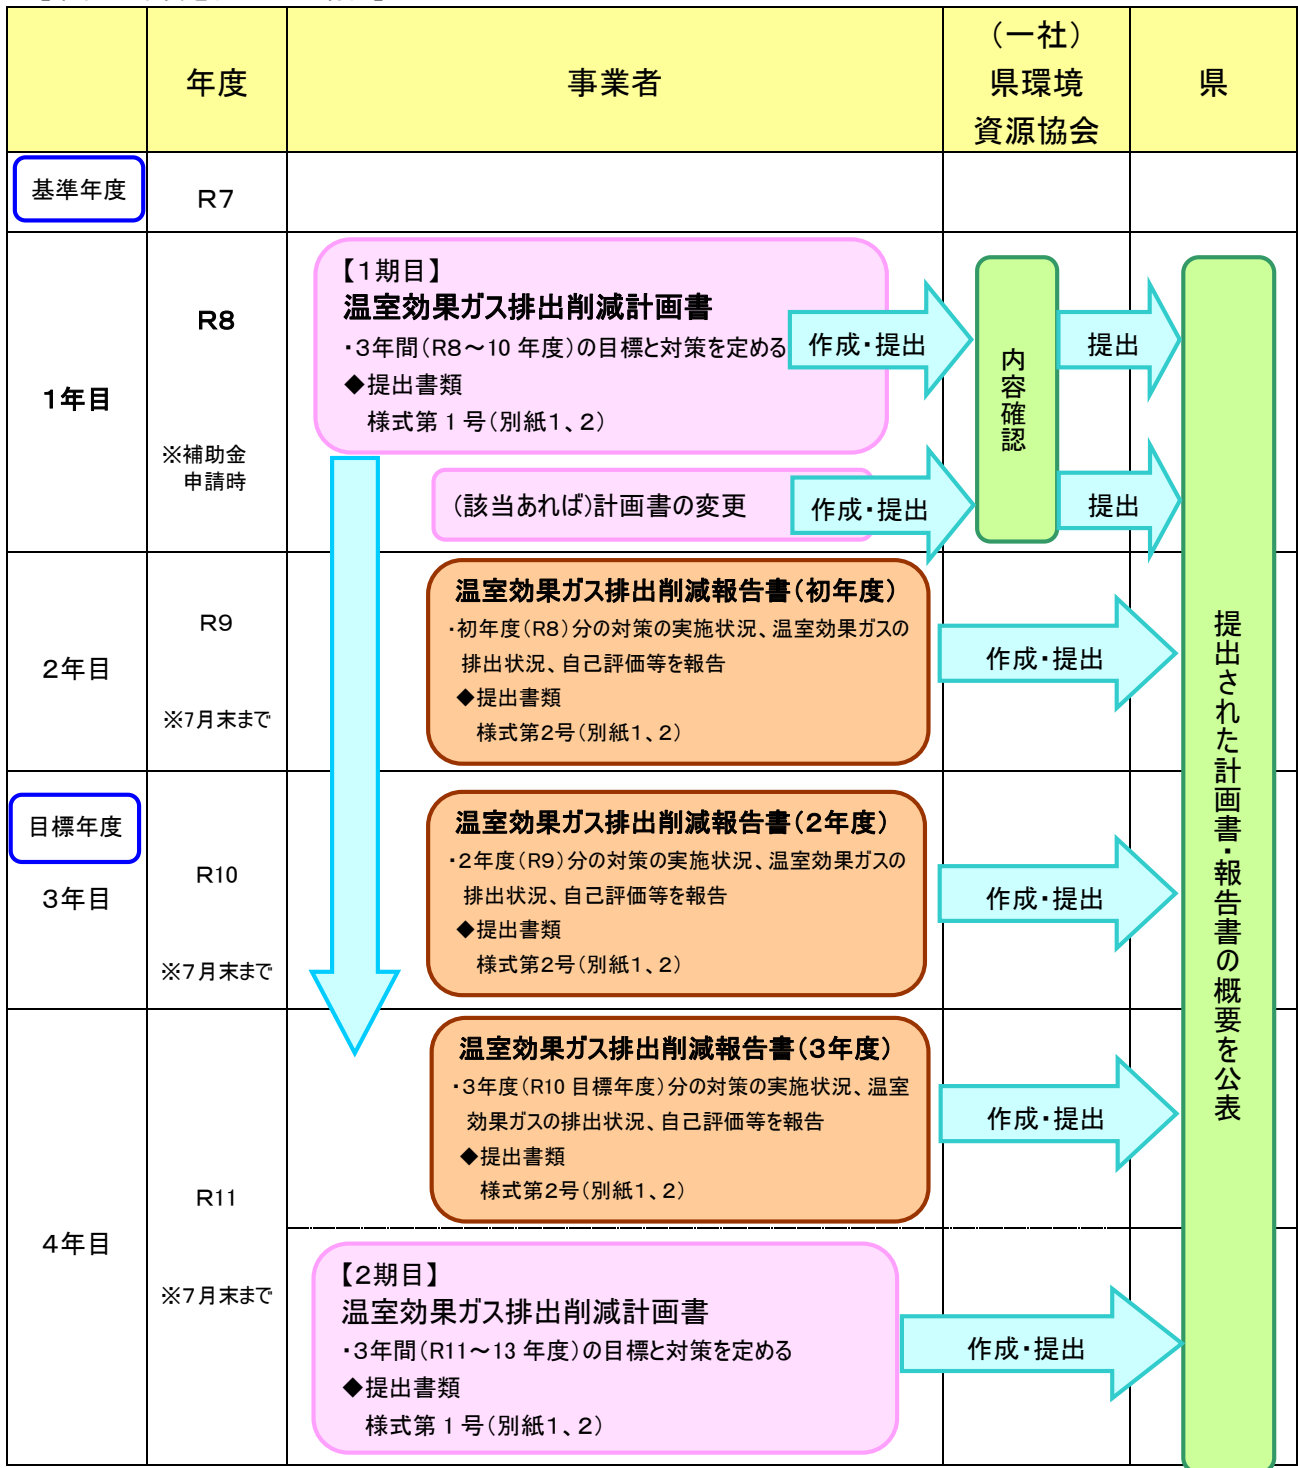 年度
事業者
（一社）
県環境
資源協会
県
基準年度
R7
1年目
R8
※補助金
申請時
【1期目】
温室効果ガス排出削減計画書
・3年間（R8～10 年度）の目標と対策を定める
◆提出書類
様式第 1 号（別紙1、2）
作成・提出
内容確認
提出
（該当あれば）計画書の変更
作成・提出
提出
2年目
R9
※7月末まで
温室効果ガス排出削減報告書（初年度）
・初年度（R8）分の対策の実施状況、温室効果ガスの
排出状況、自己評価等を報告
◆提出書類
様式第2号（別紙1、2）
作成・提出
提出された計画書・報告書の概要を公表
目標年度
3年目
R10
※7月末まで
温室効果ガス排出削減報告書（2年度）
・2年度（R9）分の対策の実施状況、温室効果ガスの
排出状況、自己評価等を報告
◆提出書類
様式第2号（別紙1、2）
作成・提出
4年目
R11
※7月末まで
温室効果ガス排出削減報告書（3年度）
・3年度（R10 目標年度）分の対策の実施状況、温室
効果ガスの排出状況、自己評価等を報告
◆提出書類
様式第2号（別紙1、2）
作成・提出
【2期目】
温室効果ガス排出削減計画書
・3年間（R11～13 年度）の目標と対策を定める
◆提出書類
様式第 1 号（別紙1、2）
作成・提出